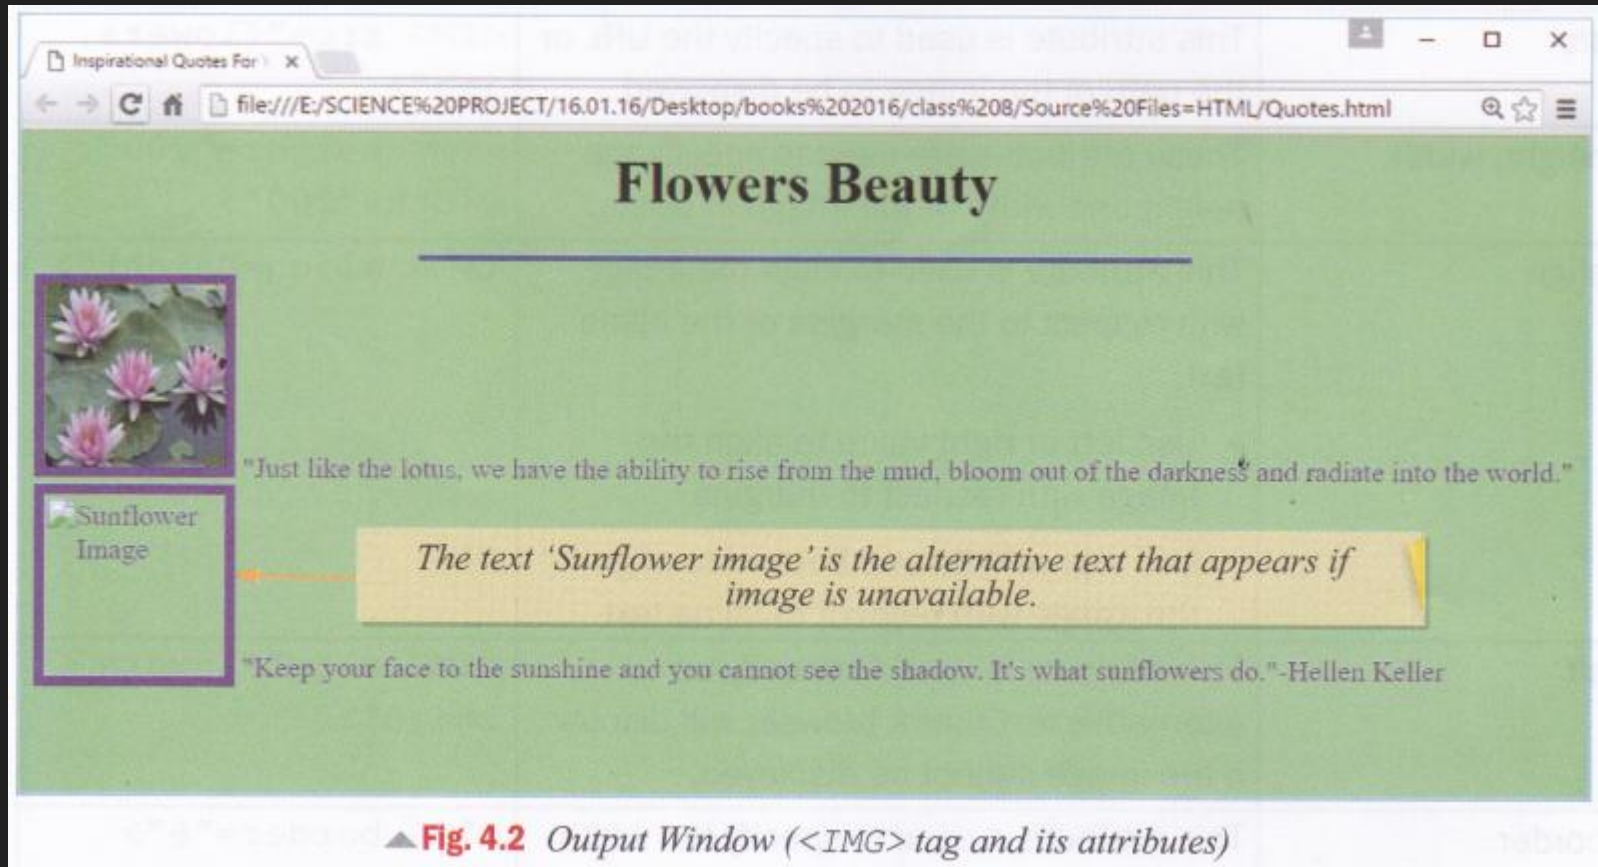 Inspirational Quotes For
file:///E:/SCIENCE%20PROJECT/16.01.16/Desktop/books%202016/class%208/Source%20Files=HTML/Quotes.html
Flowers Beauty
"Just like the lotus, we have the ability to rise from the mud, bloom out of the darkness and radiate into the world."
Sunflower
Image
The text ‘Sunflower image’ is the alternative text that appears if
image is unavailable.
"Keep your face to the sunshine and you cannot see the shadow. It's what sunflowers do."-Hellen Keller
Fig. 4.2 Output Window (<IMG> tag and its attributes)